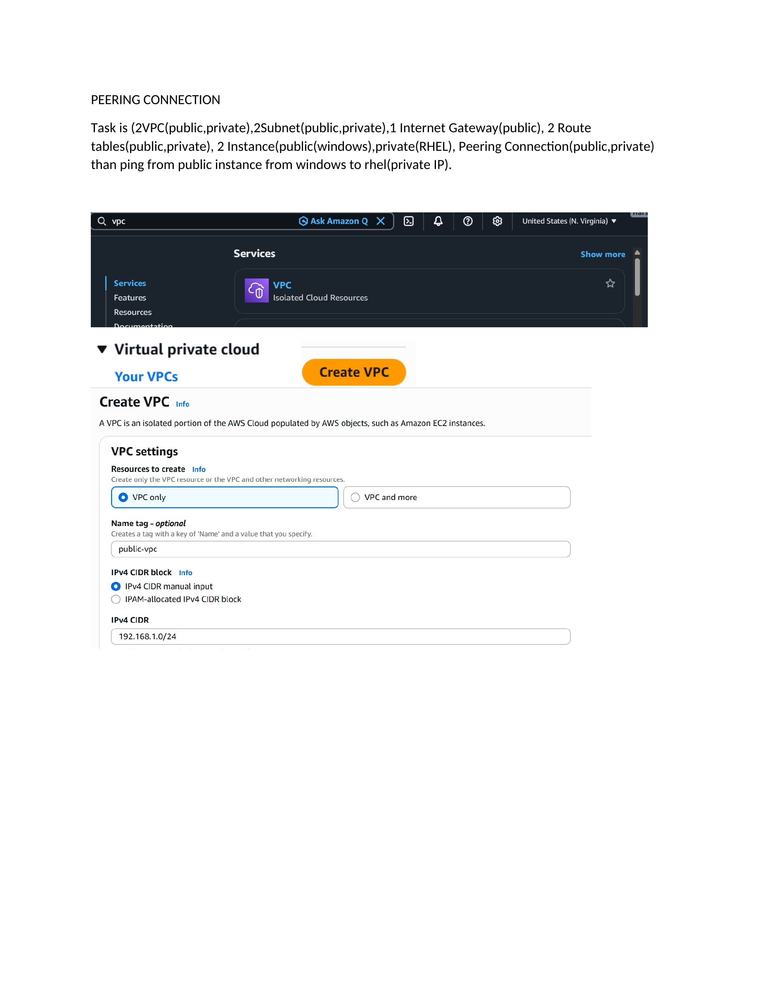 PEERING CONNECTION
Task is (2VPC(public,private),2Subnet(public,private),1 Internet Gateway(public), 2 Route
tables(public,private), 2 Instance(public(windows),private(RHEL), Peering Connection(public,private)
than ping from public instance from windows to rhel(private IP).
vpc Ask Amazon Q United States (N. Virginia)
Services Show more
Services
Features
Resources
Documentation
VPC
Isolated Cloud Resources
Virtual private cloud
Your VPCs
Create VPC
Create VPC Info
A VPC is an isolated portion of the AWS Cloud populated by AWS objects, such as Amazon EC2 instances.
VPC settings
Resources to create Info
Create only the VPC resource or the VPC and other networking resources.
VPC only VPC and more
Name tag – optional
Creates a tag with a key of 'Name' and a value that you specify.
public-vpc
IPv4 CIDR block Info
IPv4 CIDR manual input
IPAM-allocated IPv4 CIDR block
IPv4 CIDR
192.168.1.0/24